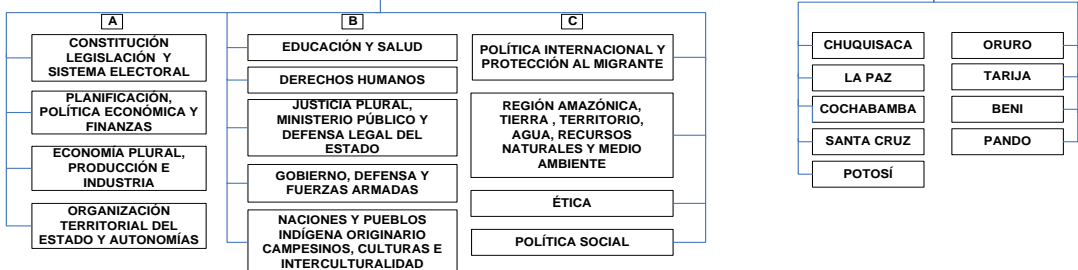 A
CONSTITUCIÓN
LEGISLACIÓN Y
SISTEMA ELECTORAL
PLANIFICACIÓN,
POLÍTICA ECONÓMICA Y
FINANZAS
ECONOMÍA PLURAL,
PRODUCCIÓN E
INDUSTRIA
ORGANIZACIÓN
TERRITORIAL DEL
ESTADO Y AUTONOMÍAS
B
EDUCACIÓN Y SALUD
DERECHOS HUMANOS
JUSTICIA PLURAL,
MINISTERIO PÚBLICO Y
DEFENSA LEGAL DEL
ESTADO
GOBIERNO, DEFENSA Y
FUERZAS ARMADAS
NACIONES Y PUEBLOS
INDÍGENA ORIGINARIO
CAMPESINOS, CULTURAS E
INTERCULTURALIDAD
C
POLÍTICA INTERNACIONAL Y
PROTECCIÓN AL MIGRANTE
REGIÓN AMAZÓNICA,
TIERRA , TERRITORIO,
AGUA, RECURSOS
NATURALES Y MEDIO
AMBIENTE
ÉTICA
POLÍTICA SOCIAL
CHUQUISACA
LA PAZ
COCHABAMBA
SANTA CRUZ
POTOSÍ
ORURO
TARIJA
BENI
PANDO